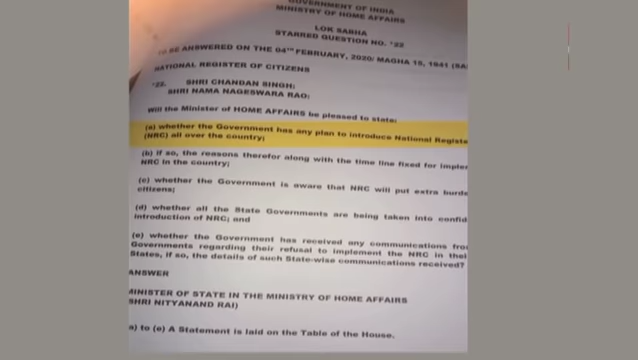 GOVERNMENT OF INDIA
MINISTRY OF HOME AFFAIRS
LOK SABHA
STARRED QUESTION NO. *22
TO BE ANSWERED ON THE 04TH FEBRUARY, 2020/ MAGHA 15, 1941 (SA
NATIONAL REGISTER OF CITIZENS
*22. SHRI CHANDAN SINGH:
SHRI NAMA NAGESWARA RAO:
Will the Minister of HOME AFFAIRS be pleased to state:
(a) whether the Government has any plan to introduce National Registe
(NRC) all over the country;
(b) if so, the reasons therefor along with the time line fixed for imple
NRC in the country;
(c) whether the Government is aware that NRC will put extra burd
citizens;
(d) whether all the State Governments are being taken into confid
introduction of NRC; and
(e) whether the Government has received any communications fro
Governments regarding their refusal to implement the NRC in thei
States, if so, the details of such State-wise communications received?
ANSWER
MINISTER OF STATE IN THE MINISTRY OF HOME AFFAIRS
SHRI NITYANAND RAI)
a) to (e) A Statement is laid on the Table of the House.